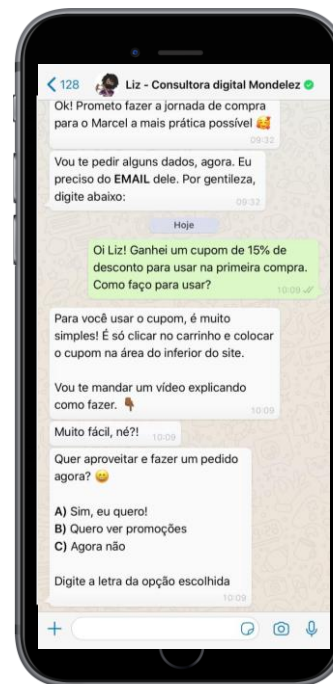 128 Liz - Consultora digital Mondelez
Ok! Prometo fazer a jornada de compra
para o Marcel a mais prática possível 🥰
09:32
Vou te pedir alguns dados, agora. Eu
preciso do EMAIL dele. Por gentileza,
digite abaixo:
09:32
Hoje
Oi Liz! Ganhei um cupom de 15% de
desconto para usar na primeira compra.
Como faço para usar?
10:09
Para você usar o cupom, é muito
simples! É só clicar no carrinho e colocar
o cupom na área do inferior do site.
Vou te mandar um vídeo explicando
como fazer. 👇🏾
10:09
Muito fácil, né?!
10:09
Quer aproveitar e fazer um pedido
agora? 😄
A) Sim, eu quero!
B) Quero ver promoções
C) Agora não
Digite a letra da opção escolhida
10:09